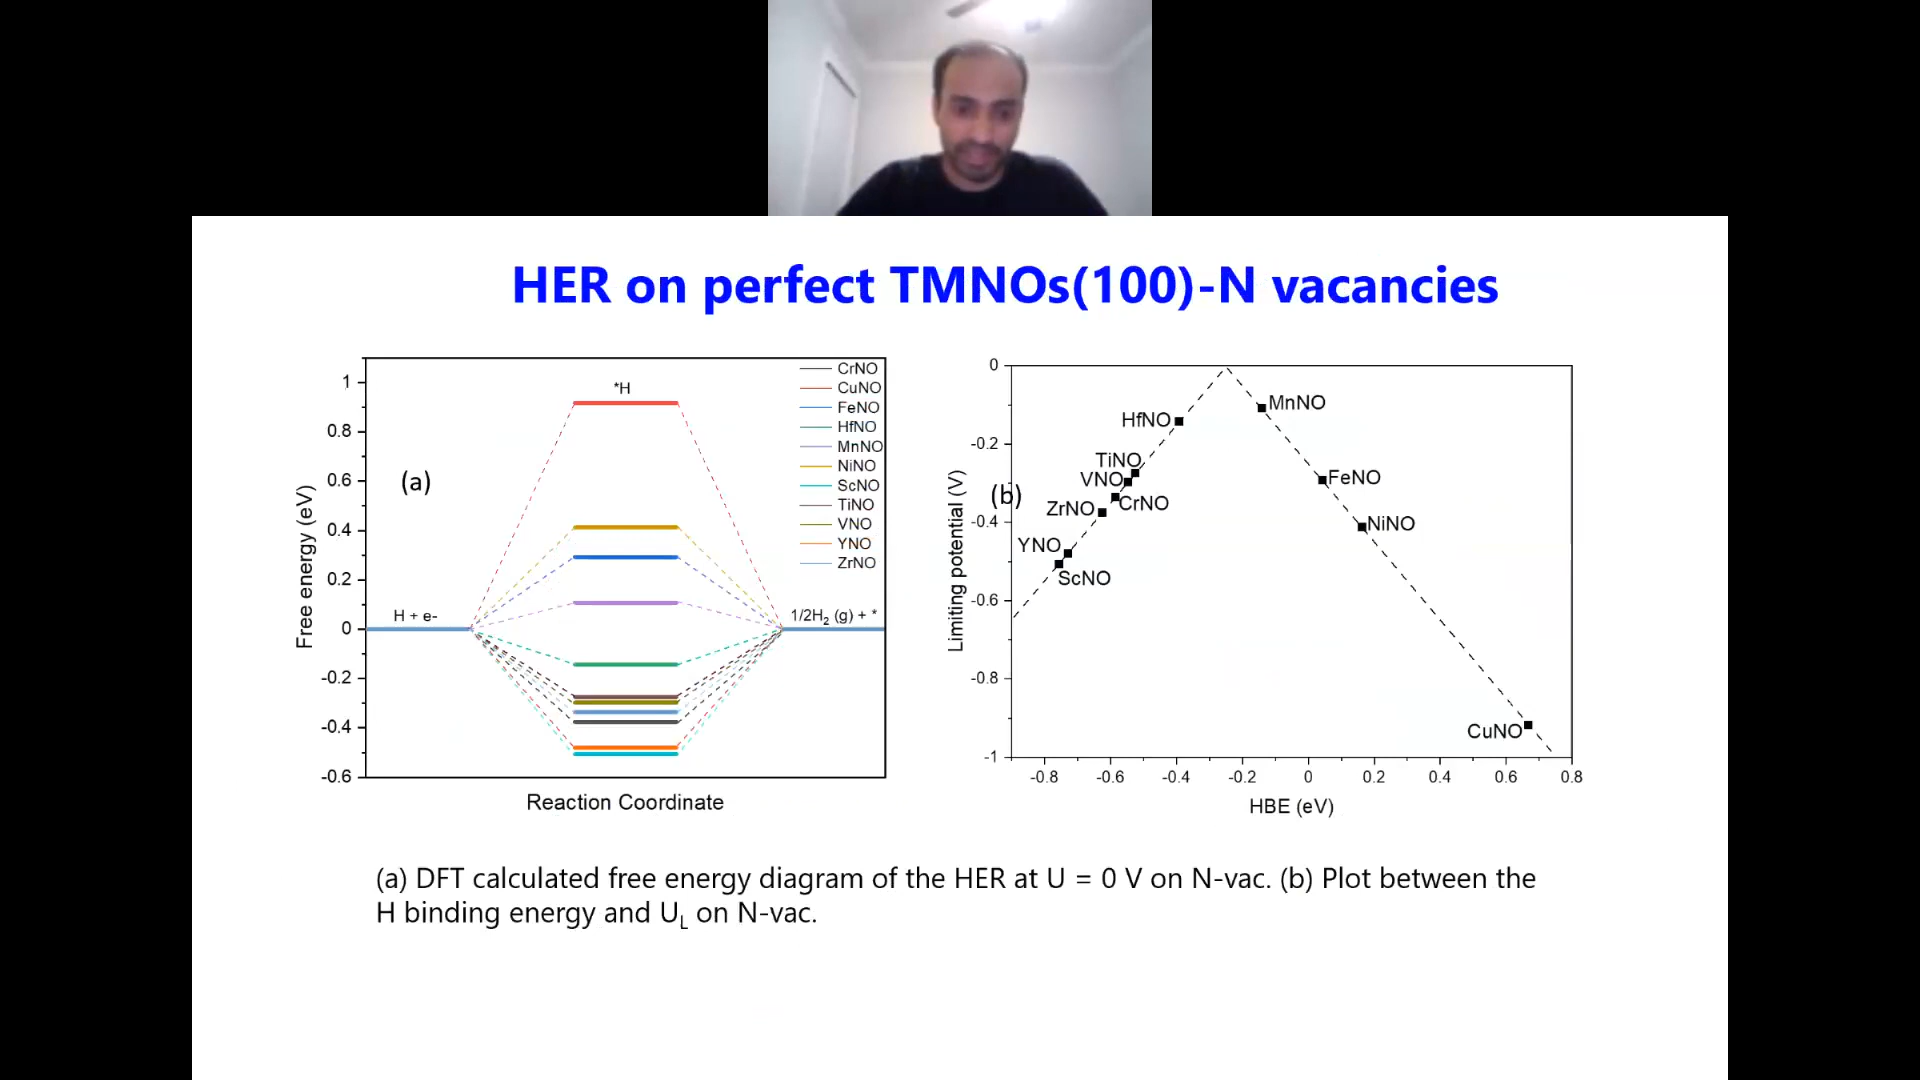 HER on perfect TMNOs(100)-N vacancies
Free energy (eV)
1
0.8
0.6
0.4
0.2
0
-0.2
-0.4
-0.6
(a)
*H
H + e-
1/2H₂ (g) + *
CrNO
CuNO
FeNO
HfNO
MnNO
NiNO
ScNO
TiNO
VNO
YNO
ZrNO
Reaction Coordinate
Limiting potential (V)
0
-0.2
-0.4
-0.6
-0.8
-1
(b)
HfNO
MnNO
TiNO
VNO
FeNO
CrNO
ZrNO
NiNO
YNO
ScNO
CuNO
-0.8
-0.6
-0.4
-0.2
0
0.2
0.4
0.6
0.8
HBE (eV)
(a) DFT calculated free energy diagram of the HER at U = 0 V on N-vac. (b) Plot between the
H binding energy and U_L on N-vac.